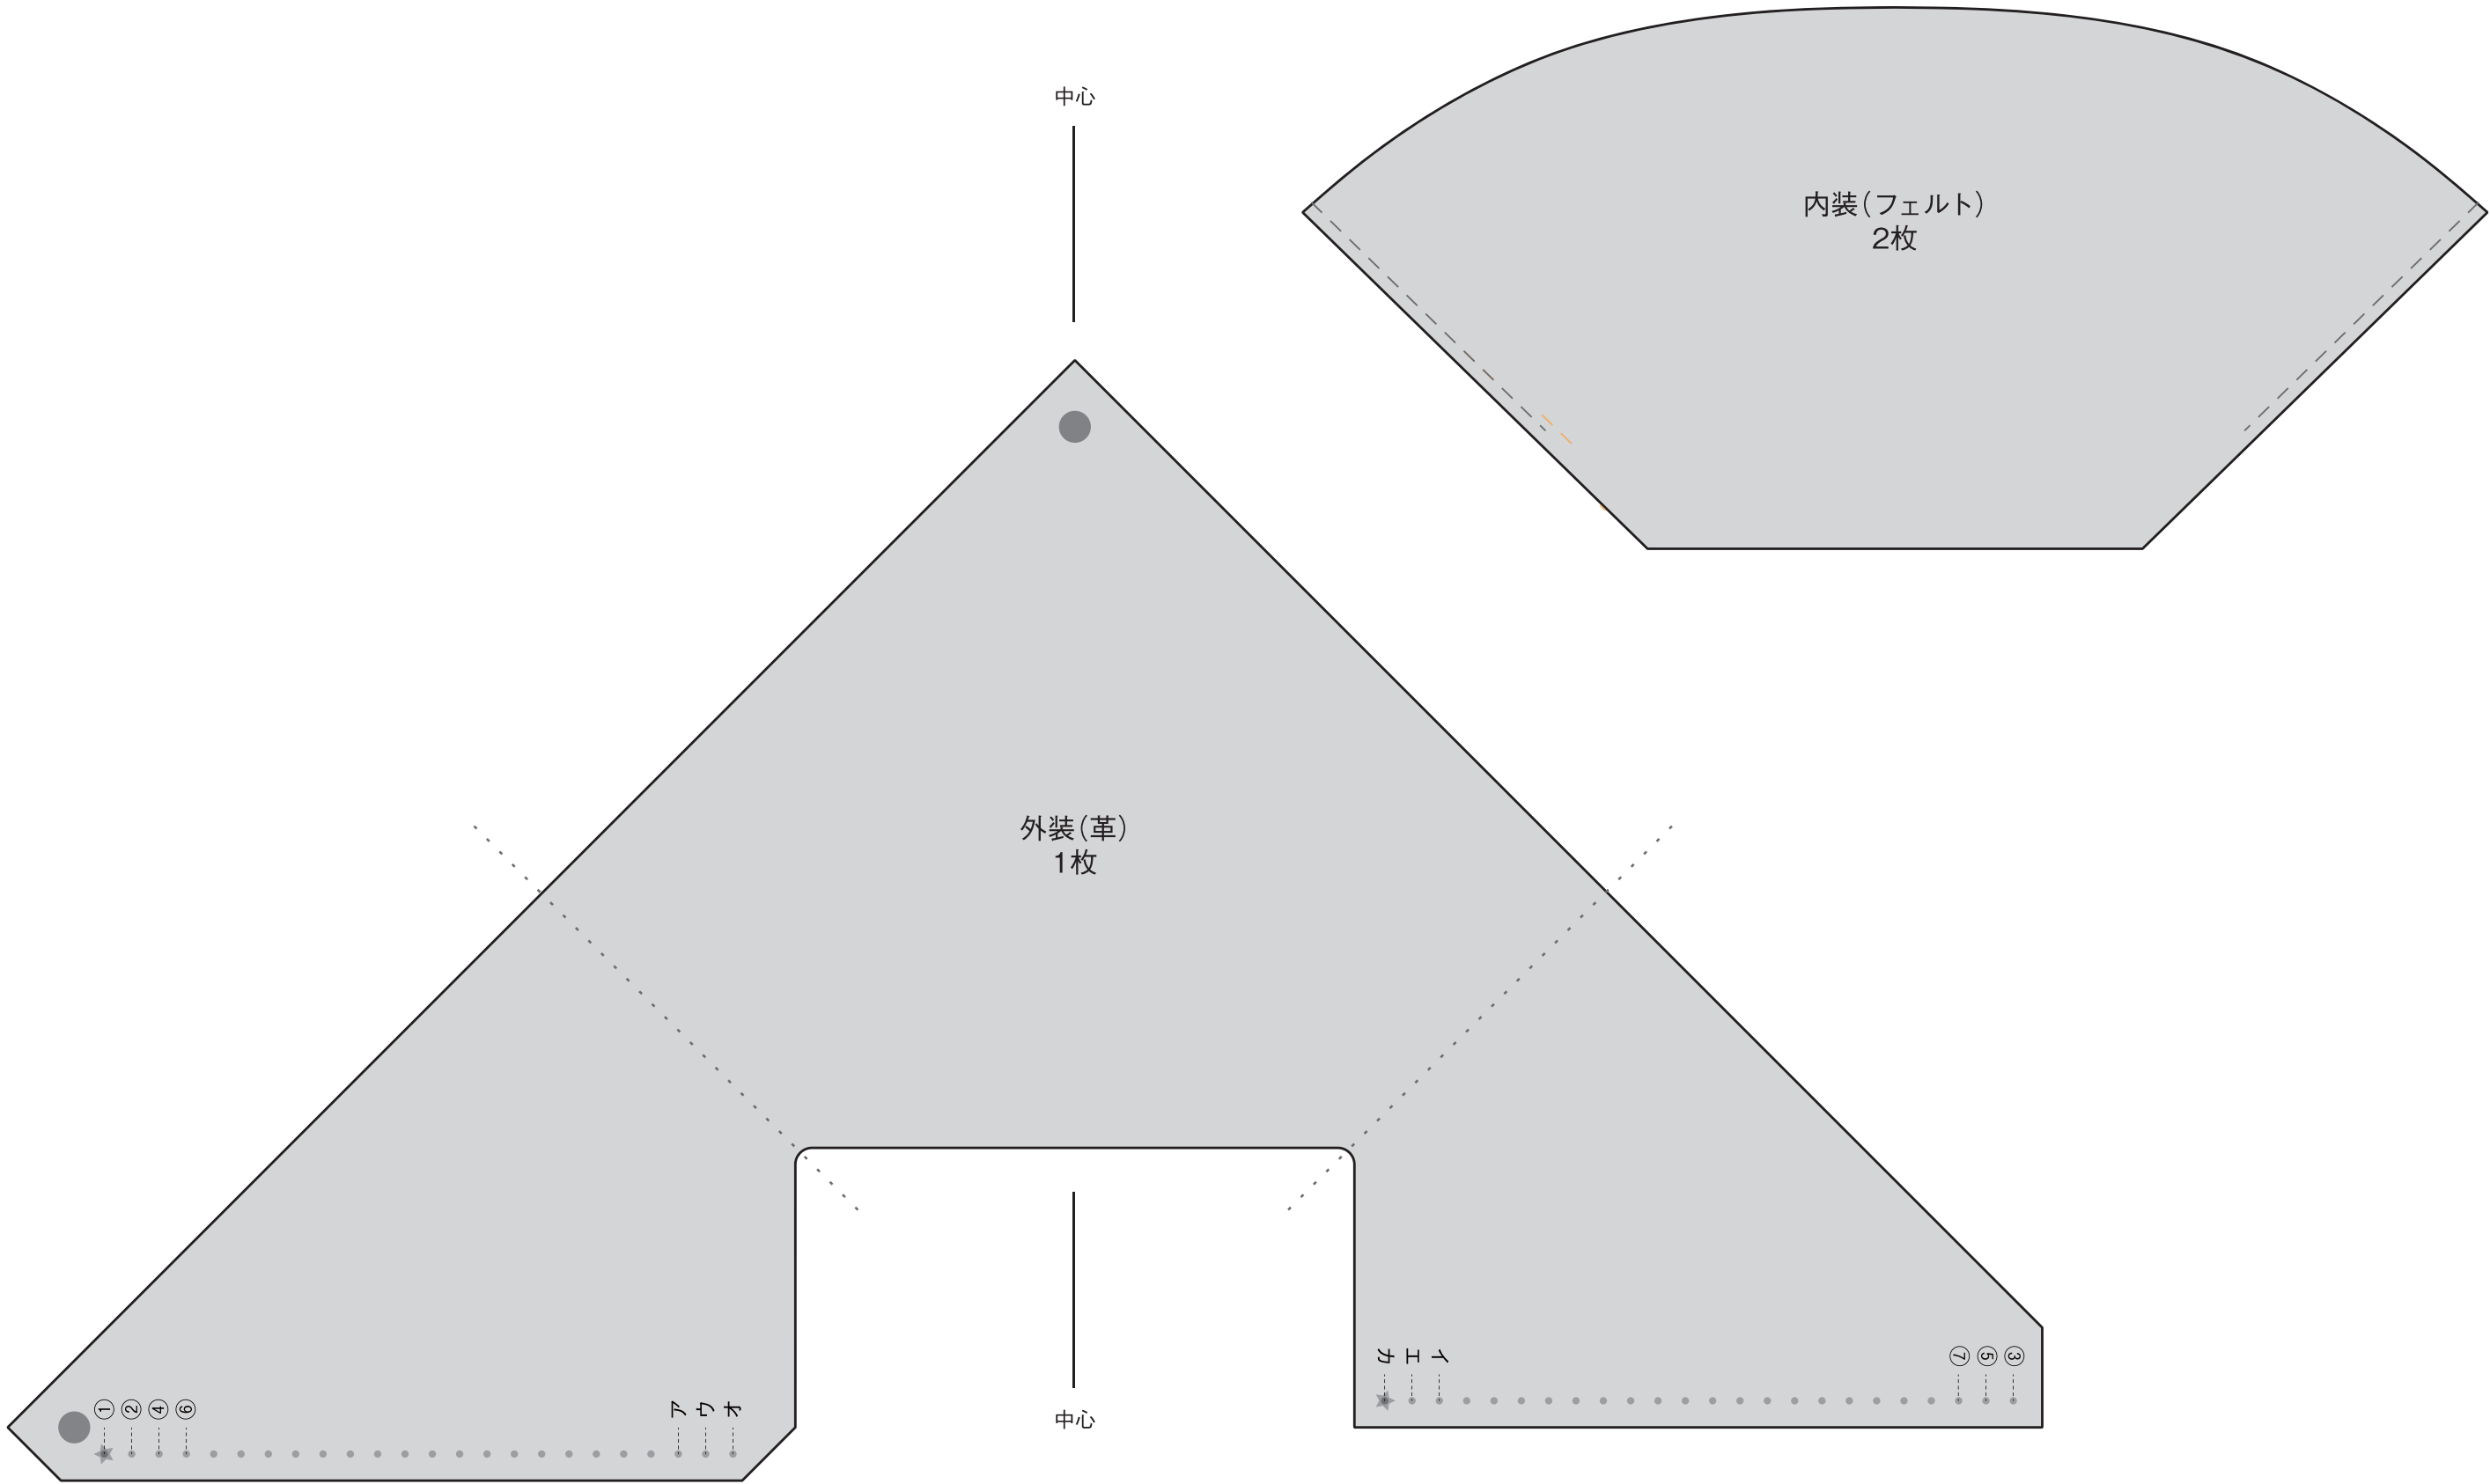 中心
内装(フェルト)
2枚
外装(革)
1枚
カ エ イ
⑦ ⑤ ③
① ② ④ ⑥
ア ウ オ
中心